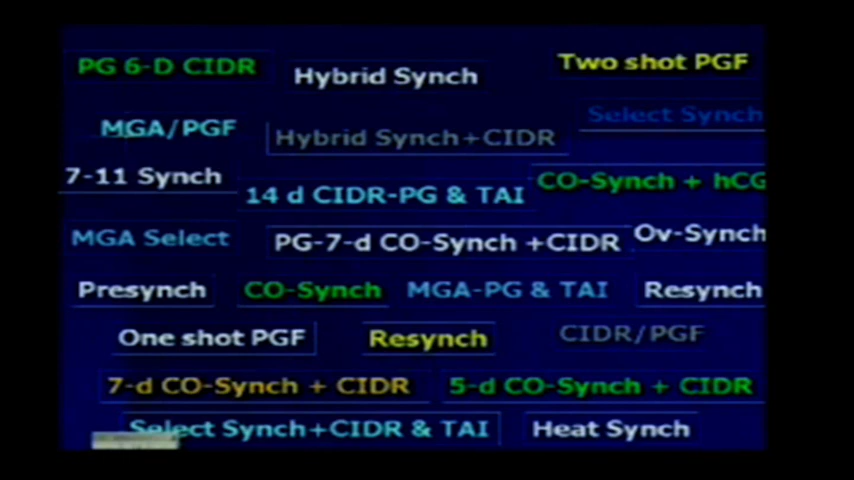 PG 6-D CIDR
Hybrid Synch
Two shot PGF
MGA/PGF
Hybrid Synch+CIDR
Select Synch
7-11 Synch
14 d CIDR-PG & TAI
CO-Synch + hCG
MGA Select
PG-7-d CO-Synch +CIDR
Ov-Synch
Presynch
CO-Synch
MGA-PG & TAI
Resynch
One shot PGF
Resynch
CIDR/PGF
7-d CO-Synch + CIDR
5-d CO-Synch + CIDR
Select Synch+CIDR & TAI
Heat Synch